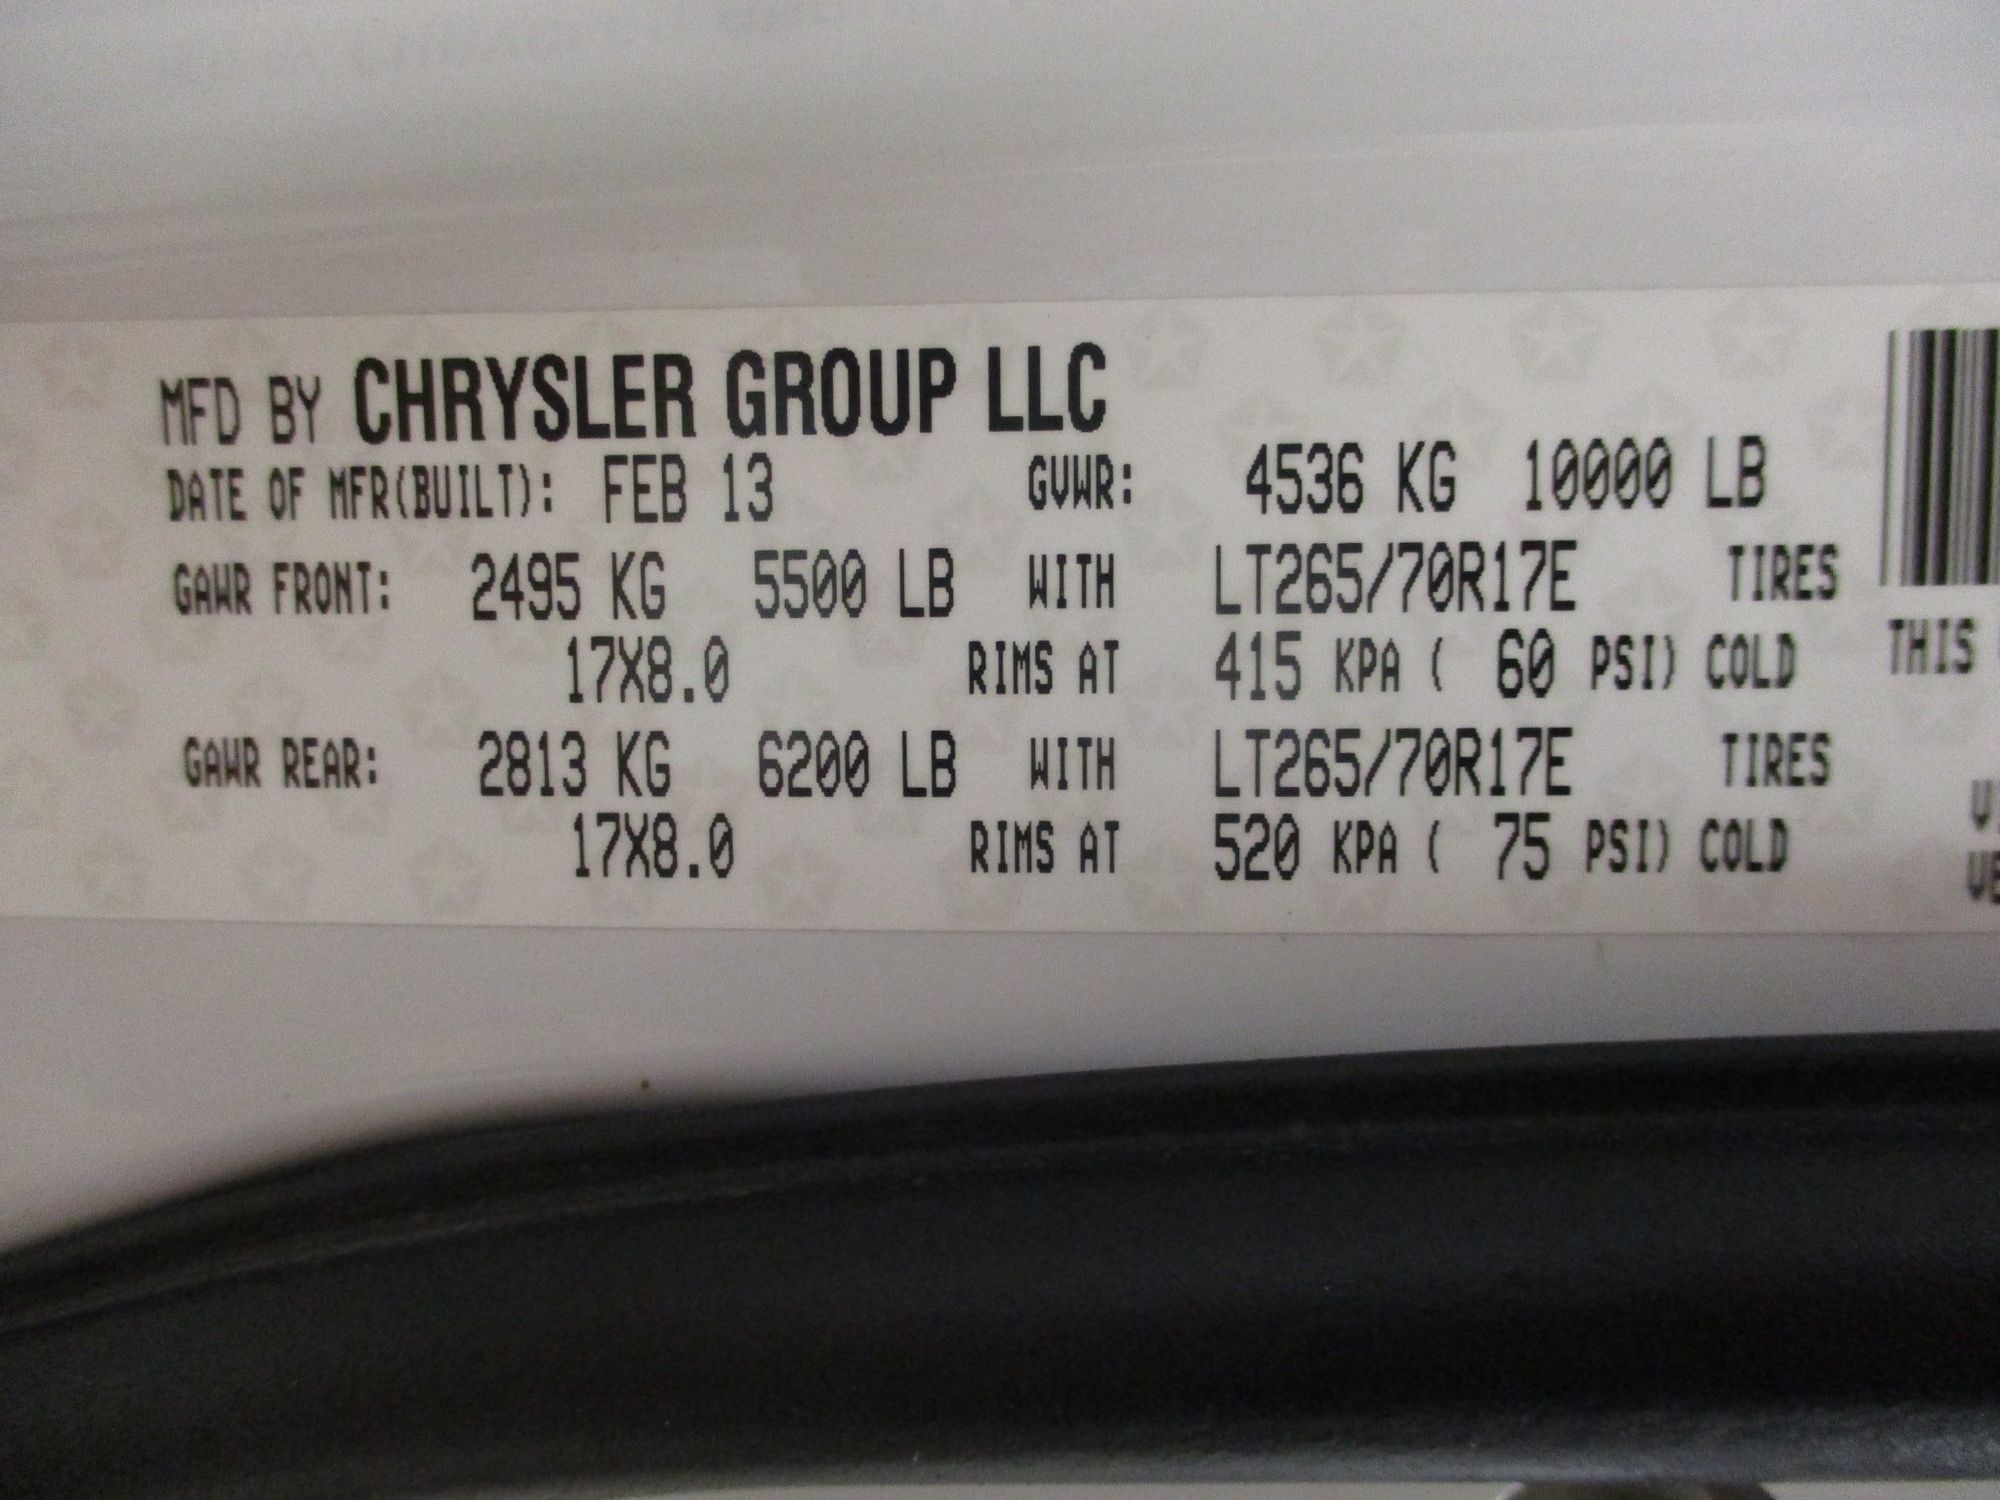 MFD BY CHRYSLER GROUP LLC
DATE OF MFR(BUILT): FEB 13 GVWR: 4536 KG 10000 LB
GAWR FRONT: 2495 KG 5500 LB WITH LT265/70R17E TIRES
17X8.0 RIMS AT 415 KPA ( 60 PSI) COLD
THIS
GAWR REAR: 2813 KG 6200 LB WITH LT265/70R17E TIRES
17X8.0 RIMS AT 520 KPA ( 75 PSI) COLD